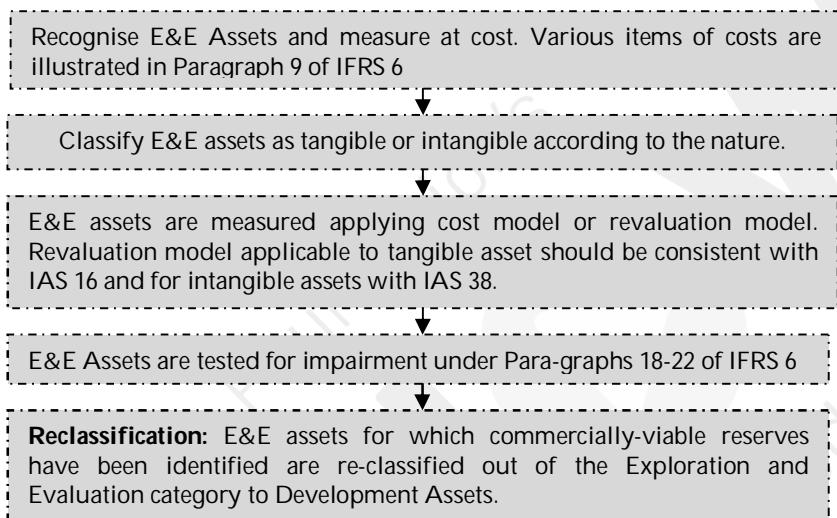 Recognise E&E Assets and measure at cost. Various items of costs are
illustrated in Paragraph 9 of IFRS 6
Classify E&E assets as tangible or intangible according to the nature.
E&E assets are measured applying cost model or revaluation model.
Revaluation model applicable to tangible asset should be consistent with
IAS 16 and for intangible assets with IAS 38.
E&E Assets are tested for impairment under Para-graphs 18-22 of IFRS 6
Reclassification: E&E assets for which commercially-viable reserves
have been identified are re-classified out of the Exploration and
Evaluation category to Development Assets.